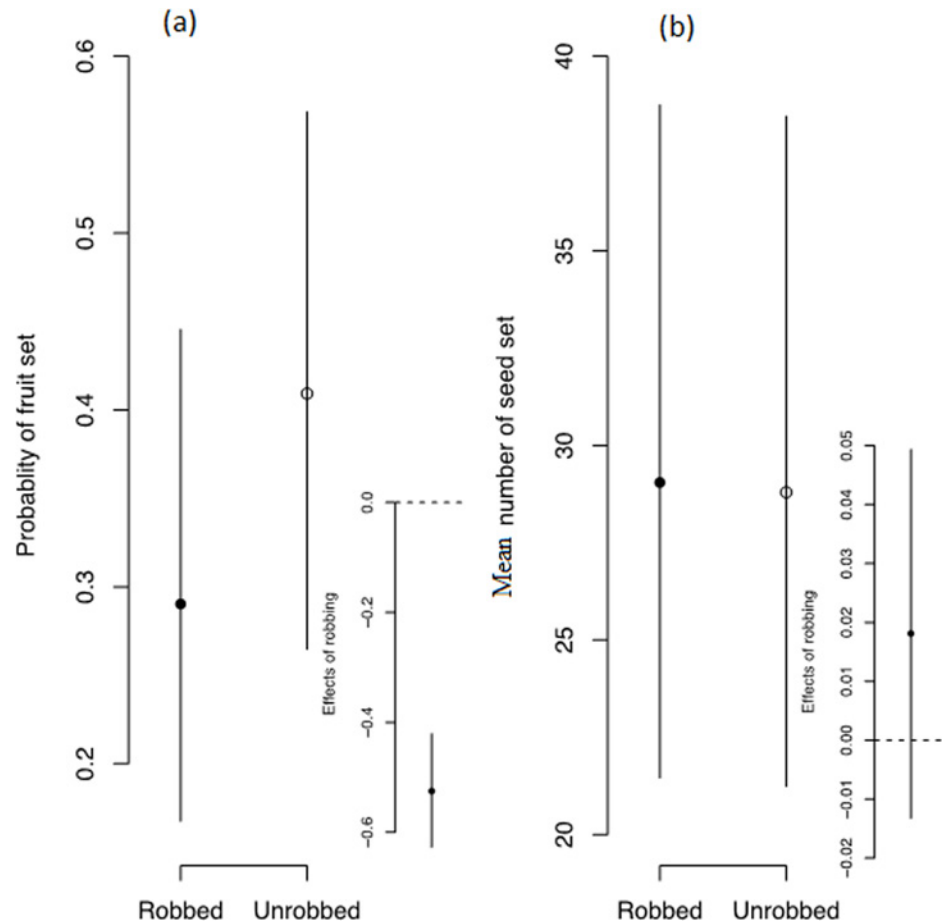 (a)
Probablity of fruit set
0.6
0.5
0.4
0.3
0.2
Effects of robbing
0.0
−0.2
−0.4
−0.6
Robbed
Unrobbed
(b)
Mean number of seed set
40
35
30
25
20
Effects of robbing
0.05
0.04
0.03
0.02
0.01
0.00
−0.01
−0.02
Robbed
Unrobbed